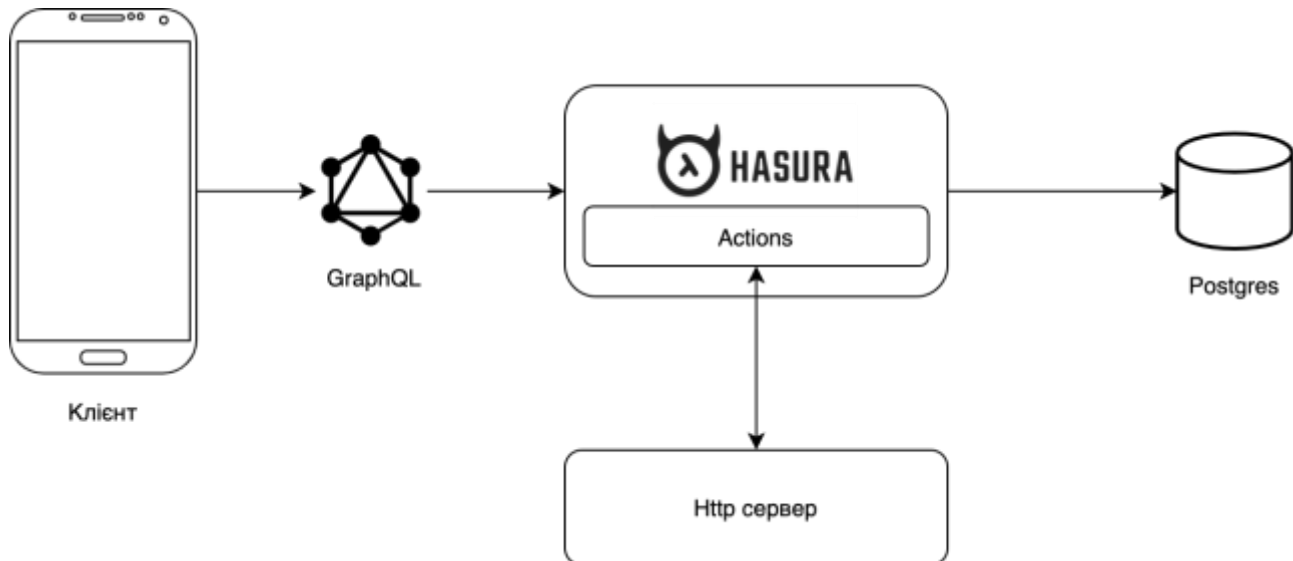 HASURA
Actions
GraphQL
Postgres
Клієнт
Http сервер